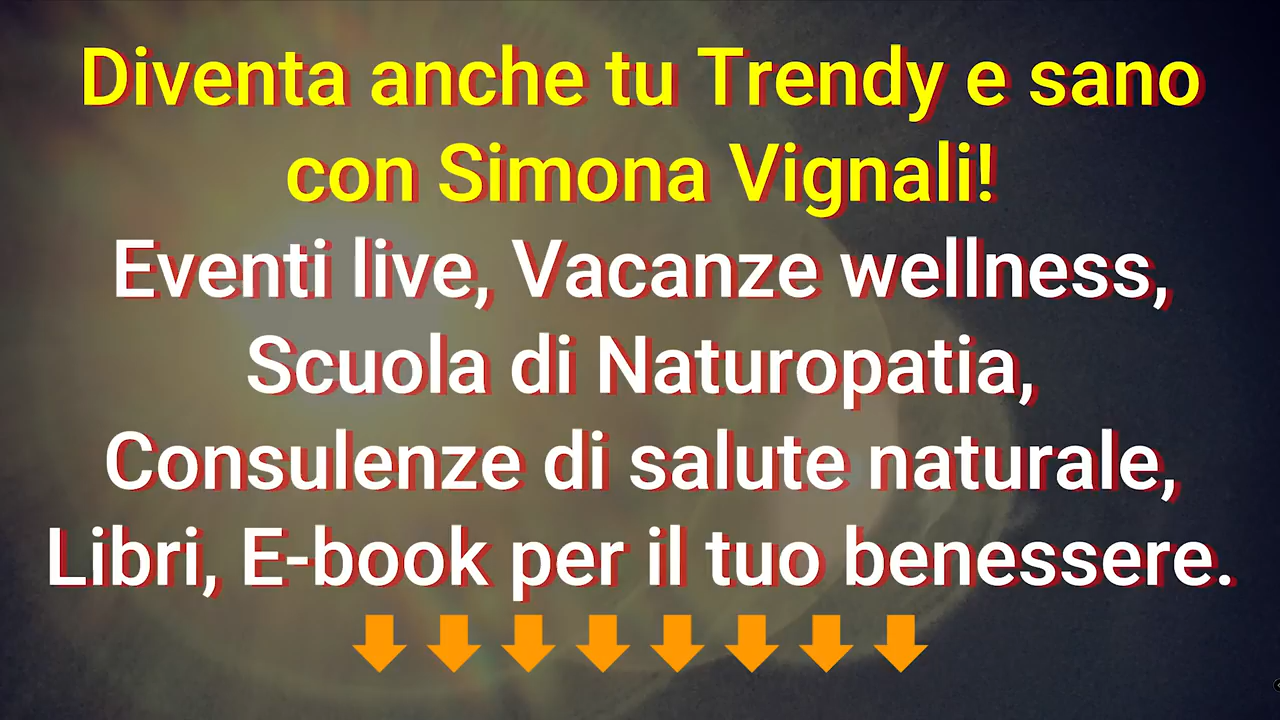 Diventa anche tu Trendy e sano
con Simona Vignali!
Eventi live, Vacanze wellness,
Scuola di Naturopatia,
Consulenze di salute naturale,
Libri, E-book per il tuo benessere.